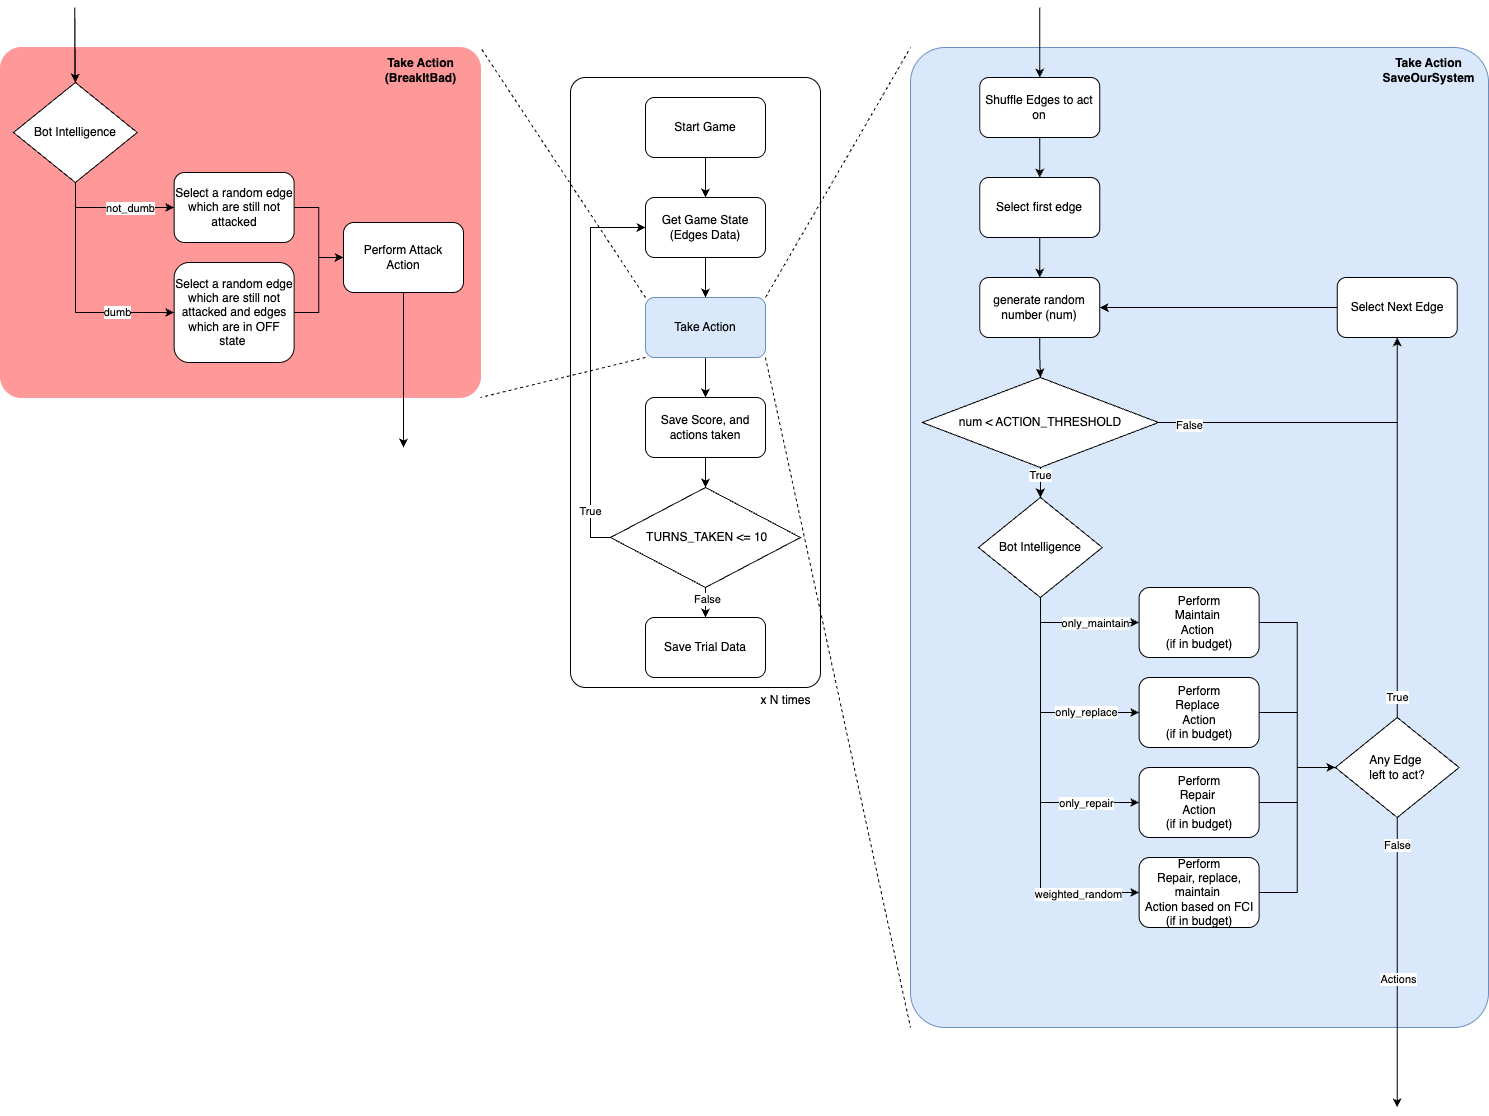 Take Action
(BreakItBad)
Bot Intelligence
not_dumb
Select a random edge
which are still not
attacked
dumb
Select a random edge
which are still not
attacked and edges
which are in OFF
state
Perform Attack
Action
Start Game
Get Game State
(Edges Data)
Take Action
Save Score, and
actions taken
True
TURNS_TAKEN <= 10
False
Save Trial Data
x N times
Take Action
SaveOurSystem
Shuffle Edges to act
on
Select first edge
generate random
number (num)
Select Next Edge
num < ACTION_THRESHOLD
False
True
Bot Intelligence
only_maintain
Perform
Maintain
Action
(if in budget)
only_replace
Perform
Replace
Action
(if in budget)
only_repair
Perform
Repair
Action
(if in budget)
weighted_random
Perform
Repair, replace,
maintain
Action based on FCI
(if in budget)
True
Any Edge
left to act?
False
Actions